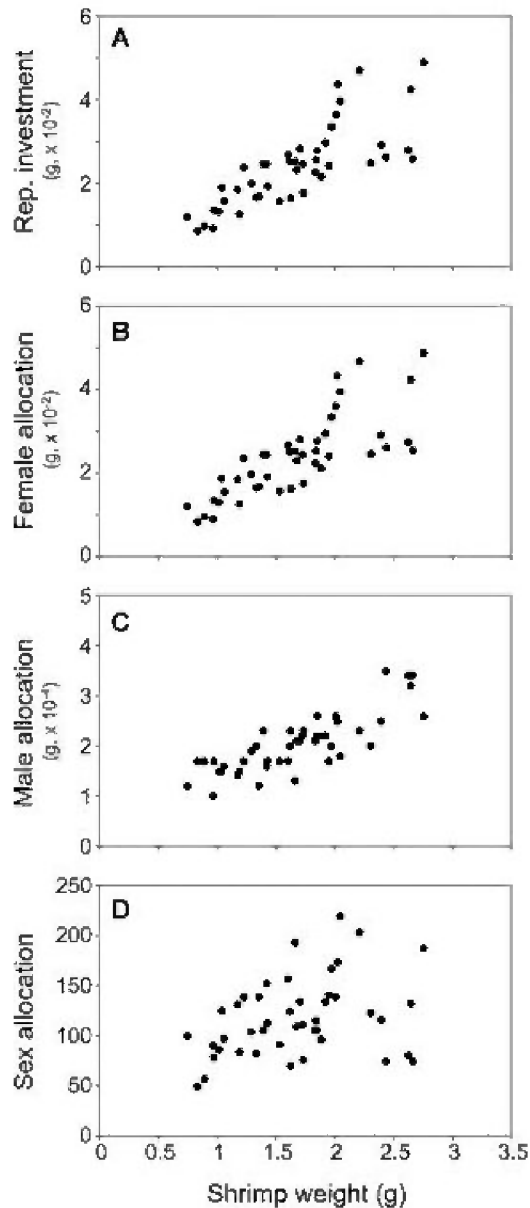 A
6
4
2
0
Rep. investment
(g, x 10-2)
B
6
4
2
0
Female allocation
(g, x 10-2)
C
5
4
3
2
1
0
Male allocation
(g, x 10-4)
D
250
200
150
100
50
0
Sex allocation
0 0.5 1 1.5 2 2.5 3 3.5
Shrimp weight (g)